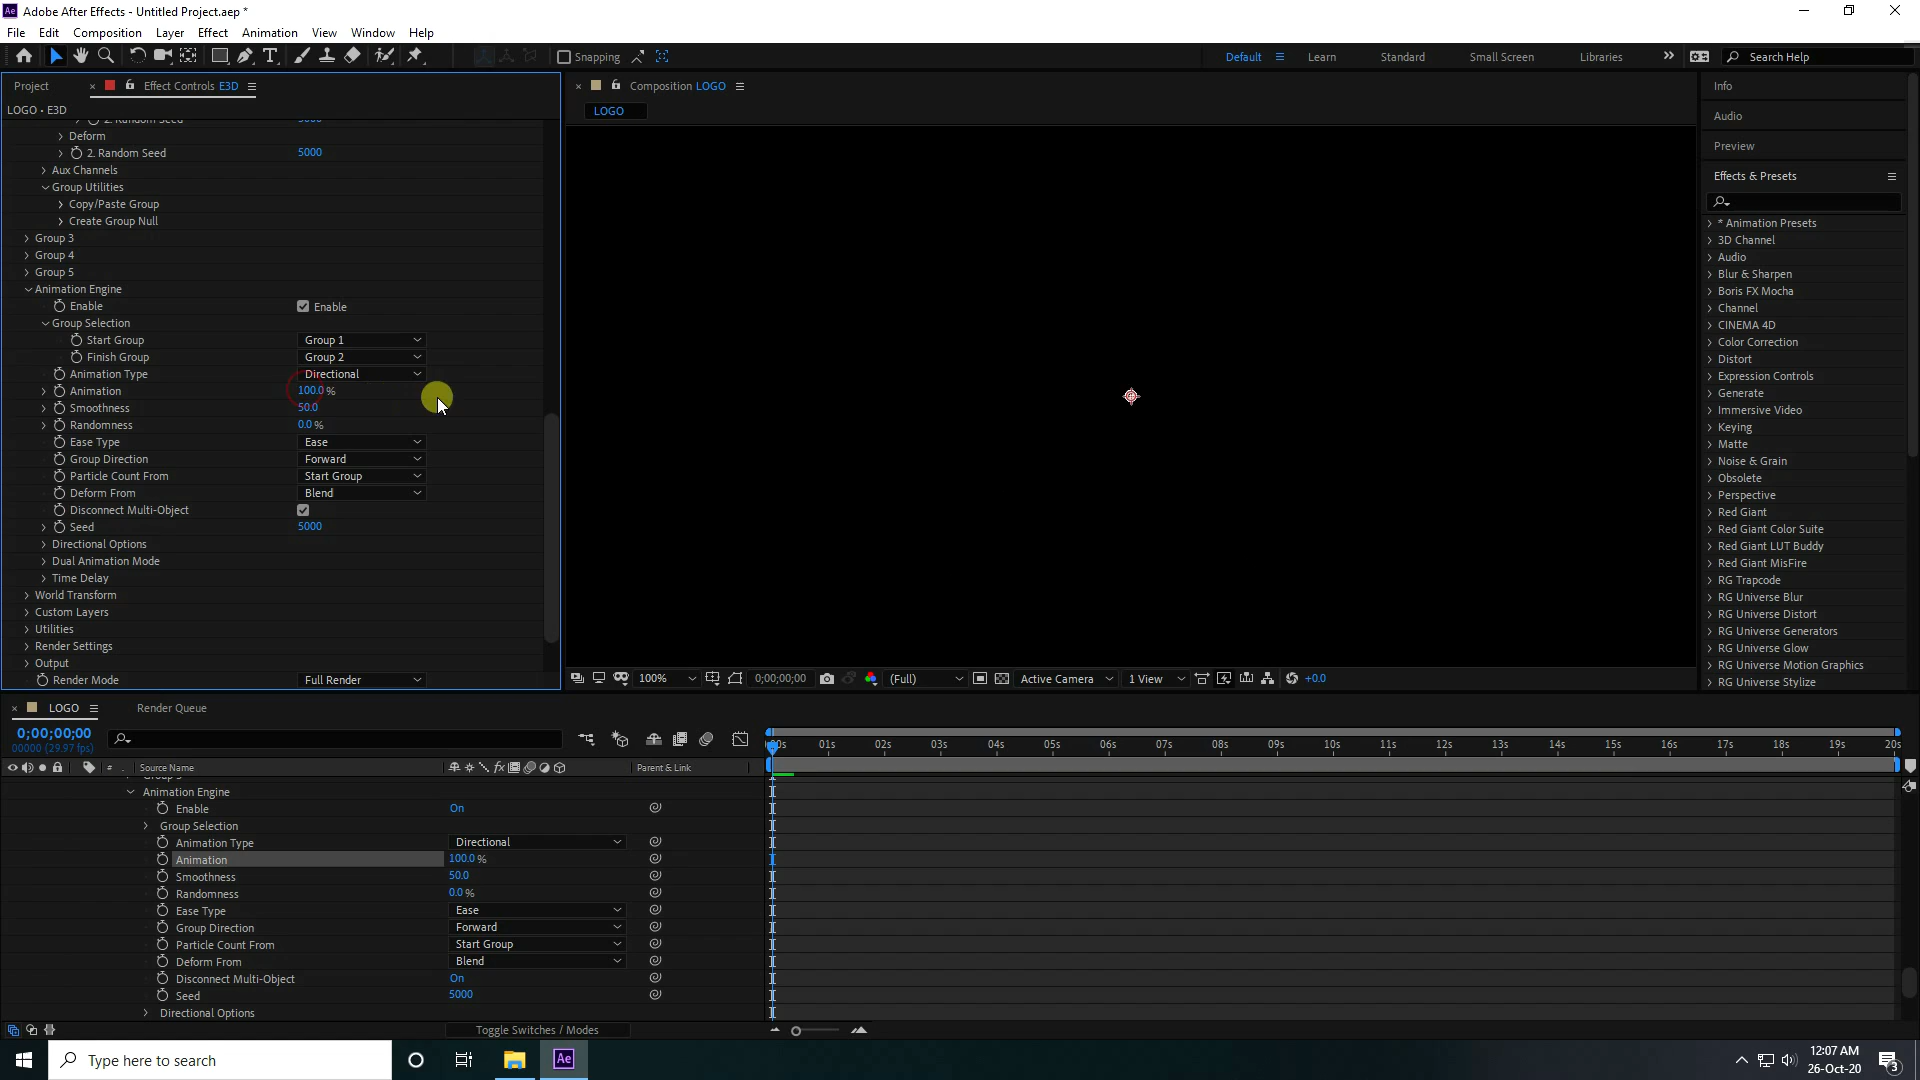 Adobe After Effects - Untitled Project.aep *
File Edit Composition Layer Effect Animation View Window Help
Snapping
Default Learn Standard Small Screen Libraries Search Help
Project Effect Controls E3D
LOGO • E3D
2. Random Seed 5000
Deform
2. Random Seed 5000
Aux Channels
Group Utilities
Copy/Paste Group
Create Group Null
Group 3
Group 4
Group 5
Animation Engine
Enable Enable
Group Selection
Start Group Group 1
Finish Group Group 2
Animation Type Directional
Animation 100.0 %
Smoothness 50.0
Randomness 0.0 %
Ease Type Ease
Group Direction Forward
Particle Count From Start Group
Deform From Blend
Disconnect Multi-Object
Seed 5000
Directional Options
Dual Animation Mode
Time Delay
World Transform
Custom Layers
Utilities
Render Settings
Output
Render Mode Full Render
Composition LOGO
LOGO
100% 0;00;00;00 (Full) Active Camera 1 View +0.0
Info
Audio
Preview
Effects & Presets
* Animation Presets
3D Channel
Audio
Blur & Sharpen
Boris FX Mocha
Channel
CINEMA 4D
Color Correction
Distort
Expression Controls
Generate
Immersive Video
Keying
Matte
Noise & Grain
Obsolete
Perspective
Red Giant
Red Giant Color Suite
Red Giant LUT Buddy
Red Giant MisFire
RG Trapcode
RG Universe Blur
RG Universe Distort
RG Universe Generators
RG Universe Glow
RG Universe Motion Graphics
RG Universe Stylize
LOGO Render Queue
0;00;00;00
00000 (29.97 fps)
01s 02s 03s 04s 05s 06s 07s 08s 09s 10s 11s 12s 13s 14s 15s 16s 17s 18s 19s 20s
# Source Name Parent & Link
Animation Engine
Enable On
Group Selection
Animation Type Directional
Animation 100.0 %
Smoothness 50.0
Randomness 0.0 %
Ease Type Ease
Group Direction Forward
Particle Count From Start Group
Deform From Blend
Disconnect Multi-Object On
Seed 5000
Directional Options
Toggle Switches / Modes
Type here to search
Ae
12:07 AM
26-Oct-20
3